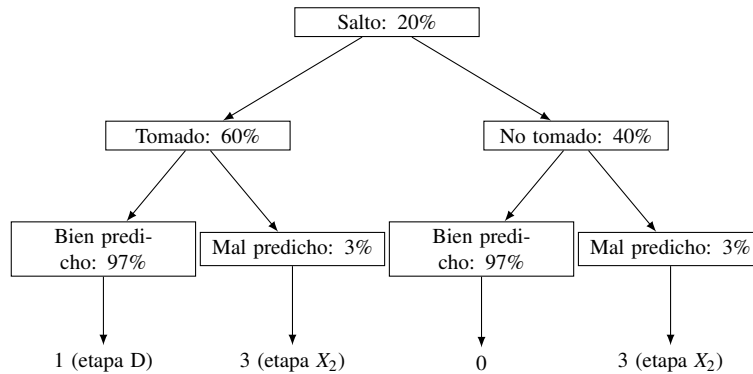 Salto: 20%
Tomado: 60%
No tomado: 40%
Bien predi-
cho: 97%
Mal predicho: 3%
Bien predi-
cho: 97%
Mal predicho: 3%
1 (etapa D)
3 (etapa X₂)
0
3 (etapa X₂)